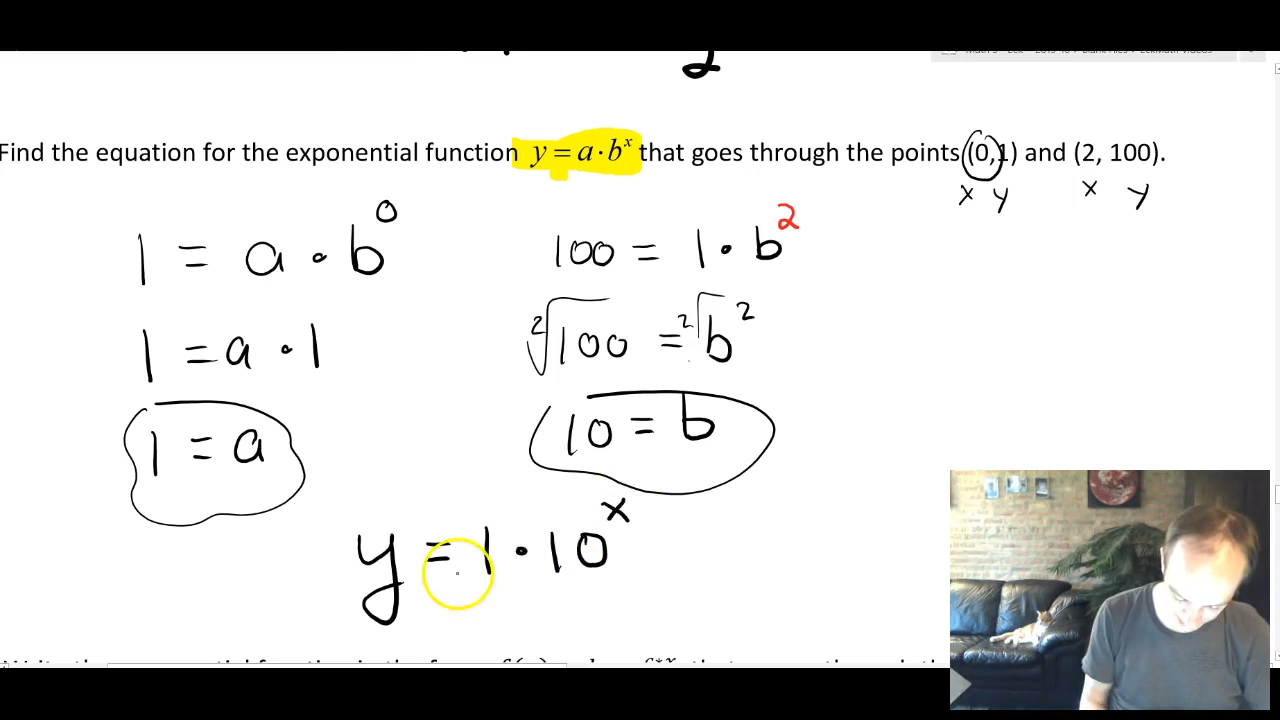 Find the equation for the exponential function y = a · b^x that goes through the points (0,1) and (2, 100).
x y x y
1 = a · b^0
100 = 1 · b^2
1 = a · 1
²√100 = ²√b^2
1 = a
10 = b
y = 1 · 10^x